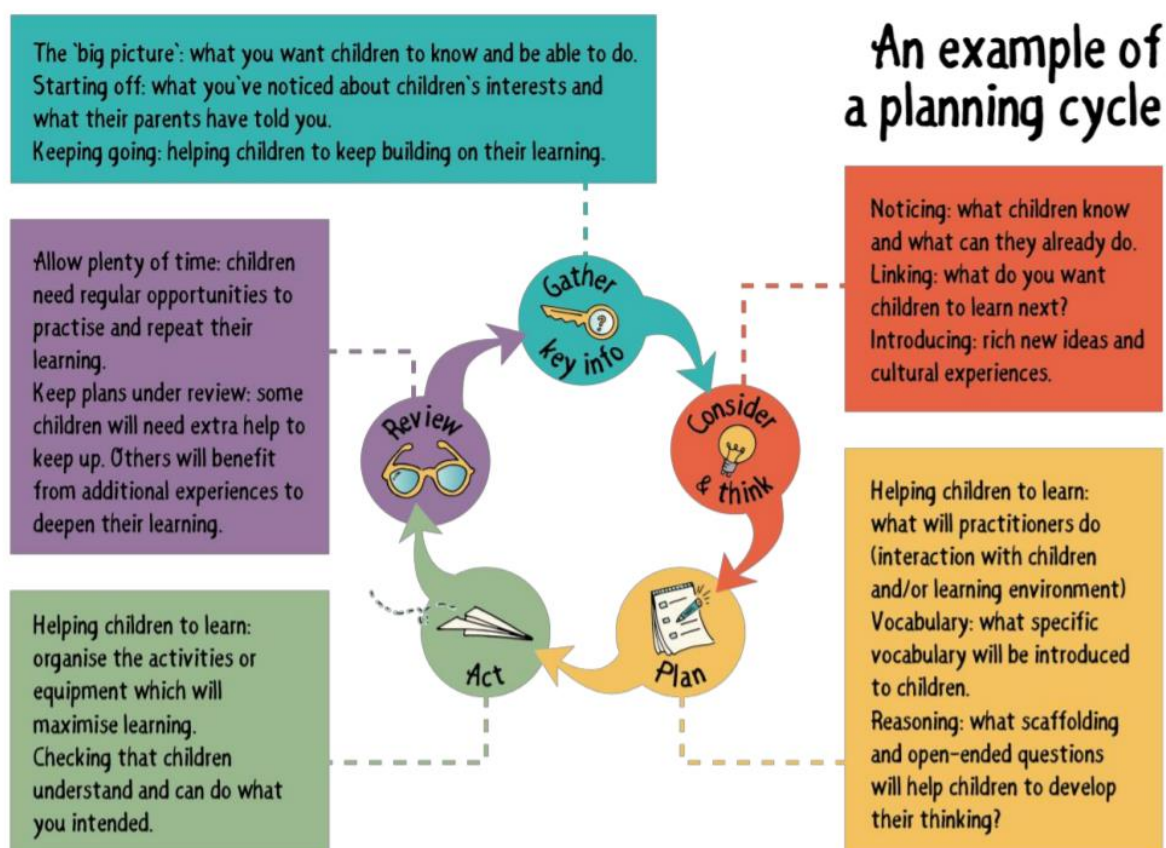 An example of
a planning cycle
The 'big picture': what you want children to know and be able to do.
Starting off: what you've noticed about children's interests and
what their parents have told you.
Keeping going: helping children to keep building on their learning.
Noticing: what children know
and what can they already do.
Linking: what do you want
children to learn next?
Introducing: rich new ideas and
cultural experiences.
Allow plenty of time: children
need regular opportunities to
practise and repeat their
learning.
Keep plans under review: some
children will need extra help to
keep up. Others will benefit
from additional experiences to
deepen their learning.
Gather
?
key info
Consider
& think
Review
Act
Plan
Helping children to learn:
what will practitioners do
(interaction with children
and/or learning environment)
Vocabulary: what specific
vocabulary will be introduced
to children.
Reasoning: what scaffolding
and open-ended questions
will help children to develop
their thinking?
Helping children to learn:
organise the activities or
equipment which will
maximise learning.
Checking that children
understand and can do what
you intended.